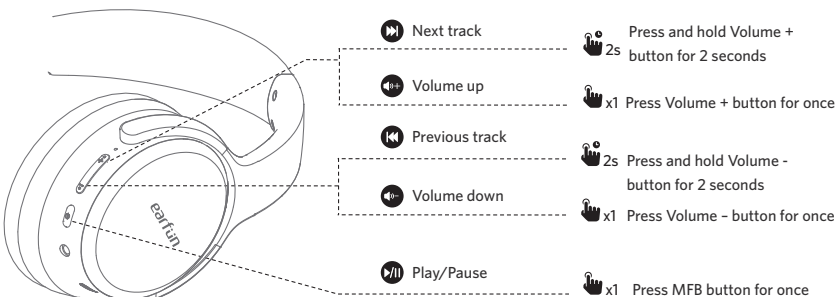 Next track
2s
Press and hold Volume +
button for 2 seconds
Volume up
x1 Press Volume + button for once
Previous track
2s Press and hold Volume -
button for 2 seconds
Volume down
x1 Press Volume – button for once
earfun
Play/Pause
x1 Press MFB button for once